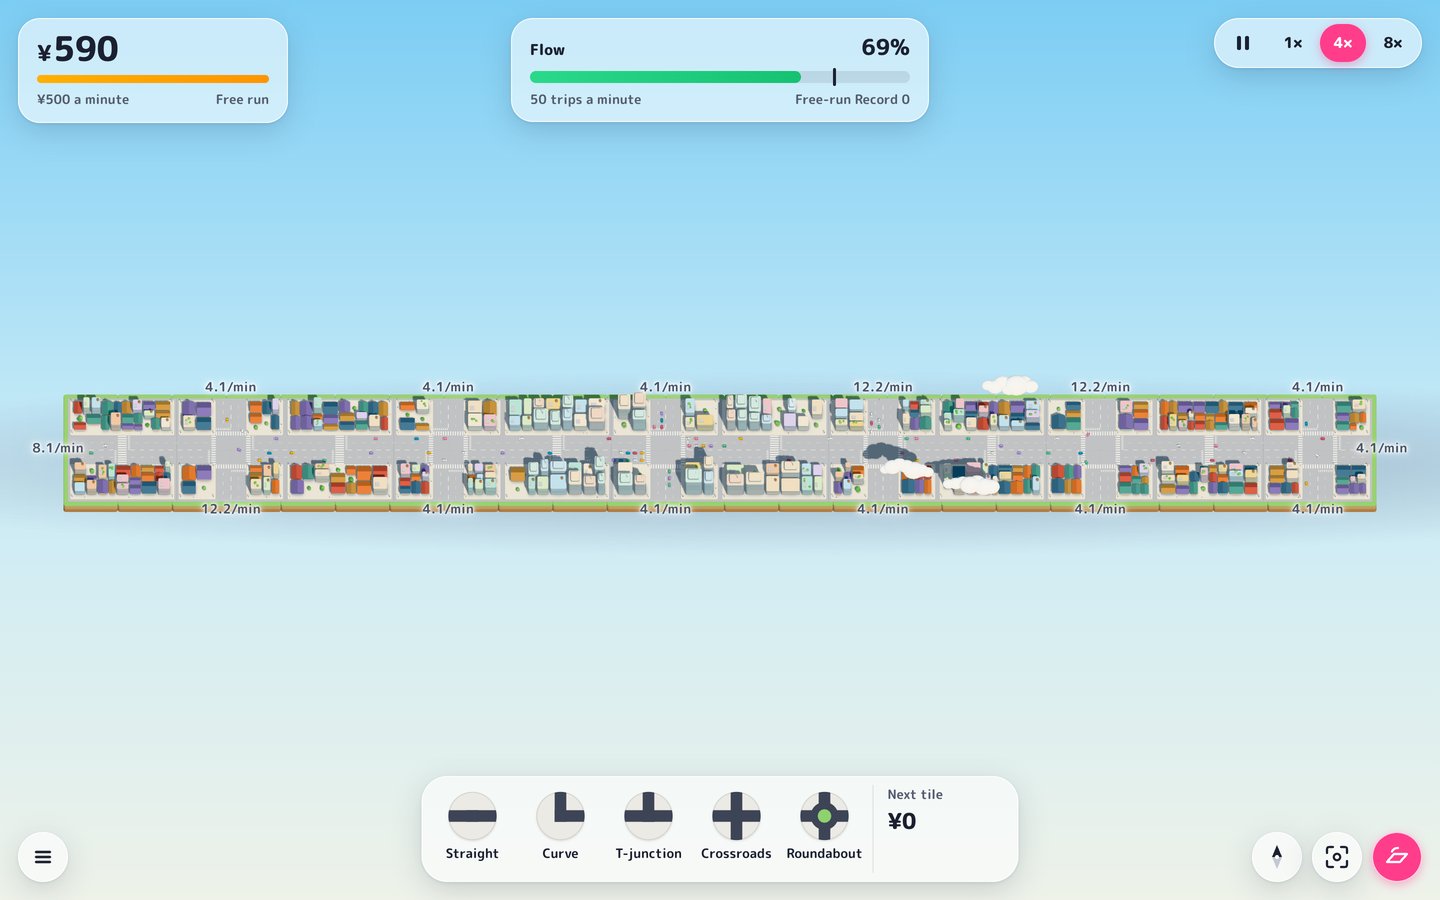 ¥590
¥500 a minute Free run
Flow 69%
50 trips a minute Free-run Record 0
1× 4× 8×
4.1/min 4.1/min 4.1/min 12.2/min 12.2/min 4.1/min
8.1/min 4.1/min
12.2/min 4.1/min 4.1/min 4.1/min 4.1/min 4.1/min
Next tile
¥0
Straight Curve T-junction Crossroads Roundabout